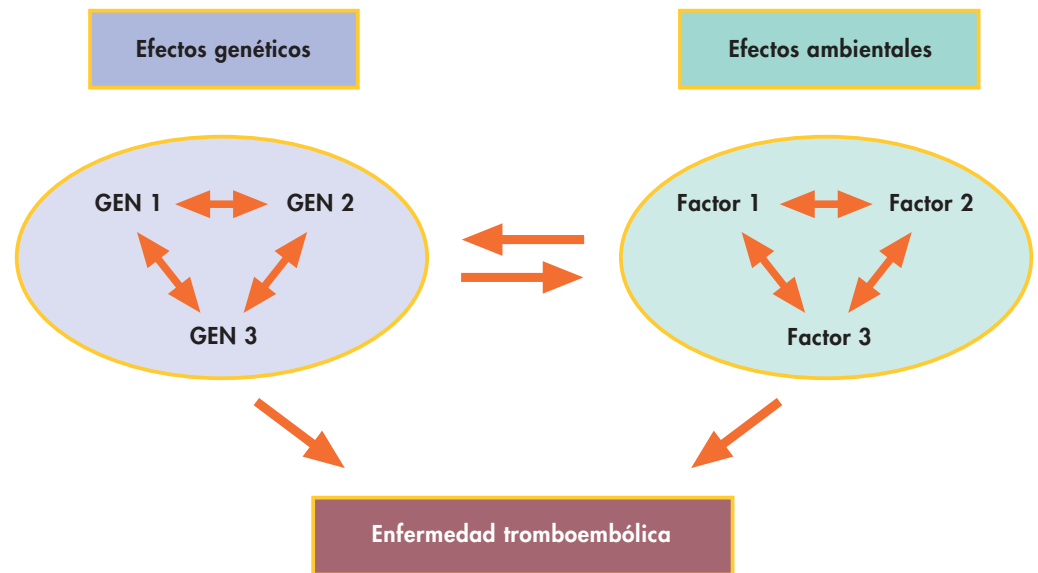 Efectos genéticos
Efectos ambientales
GEN 1
GEN 2
GEN 3
Factor 1
Factor 2
Factor 3
Enfermedad tromboembólica